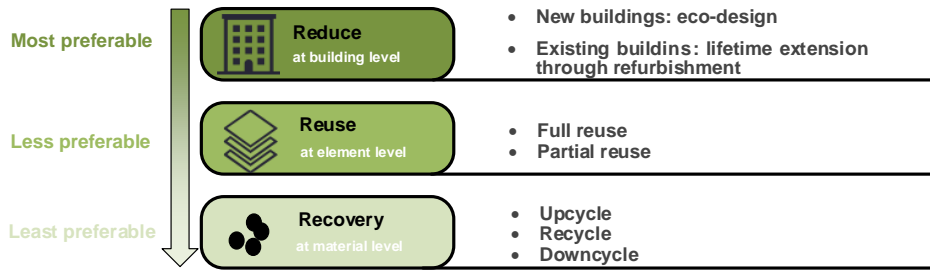 Most preferable
Reduce
at building level
• New buildings: eco-design
• Existing buildins: lifetime extension
through refurbishment
Less preferable
Reuse
at element level
• Full reuse
• Partial reuse
Least preferable
Recovery
at material level
• Upcycle
• Recycle
• Downcycle